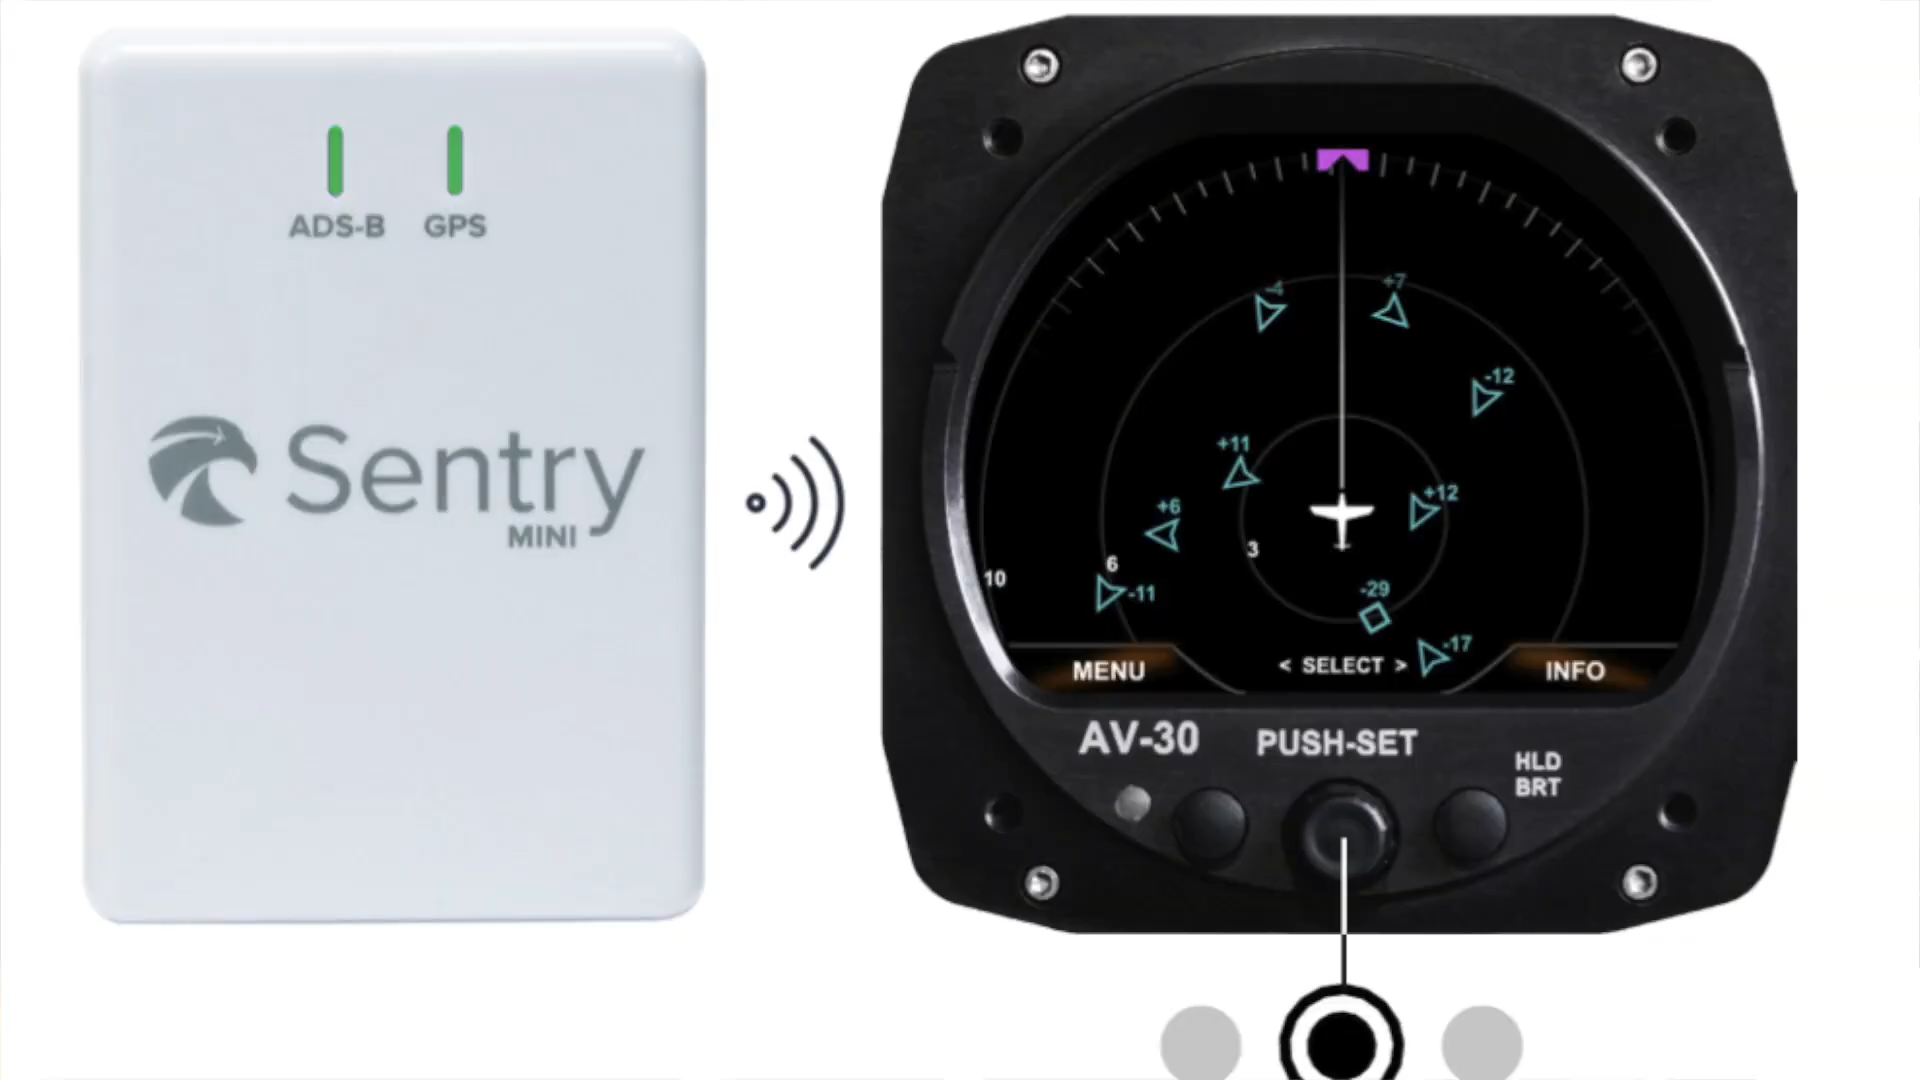 ADS-B GPS
Sentry
MINI
-4
+7
-12
+11
+12
+6
3
6
10
-11
-29
-17
MENU
< SELECT >
INFO
AV-30
PUSH-SET
HLD
BRT